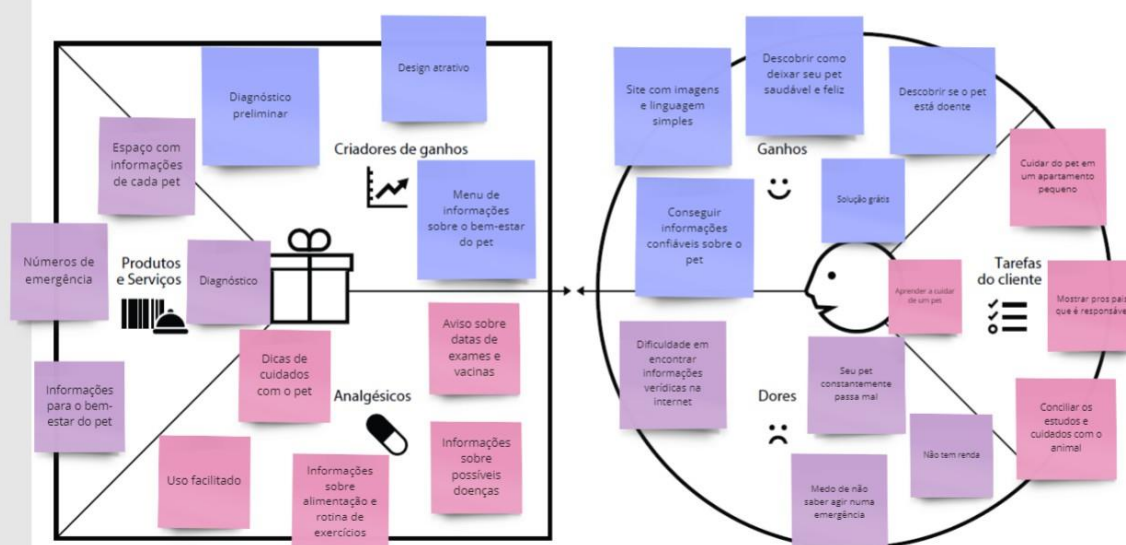 Design atrativo
Diagnóstico
preliminar
Criadores de ganhos
Espaço com
informações
de cada pet
Menu de
informações
sobre o bem-estar
do pet
Números de
emergência
Produtos
e Serviços
Diagnóstico
Informações
para o bem-
estar do pet
Dicas de
cuidados
com o pet
Analgésicos
Aviso sobre
datas de
exames e
vacinas
Uso facilitado
Informações
sobre
alimentação e
rotina de
exercícios
Informações
sobre
possíveis
doenças
Site com imagens
e linguagem
simples
Descobrir como
deixar seu pet
saudável e feliz
Descobrir se o pet
está doente
Ganhos
Conseguir
informações
confiáveis sobre o
pet
Solução grátis
Cuidar do pet em
um apartamento
pequeno
Aprender a cuidar
de um pet
Tarefas
do cliente
Mostrar pros pais
que é responsável
Dificuldade em
encontrar
informações
verídicas na
internet
Dores
Seu pet
constantemente
passa mal
Não tem renda
Medo de não
saber agir numa
emergência
Conciliar os
estudos e
cuidados com o
animal